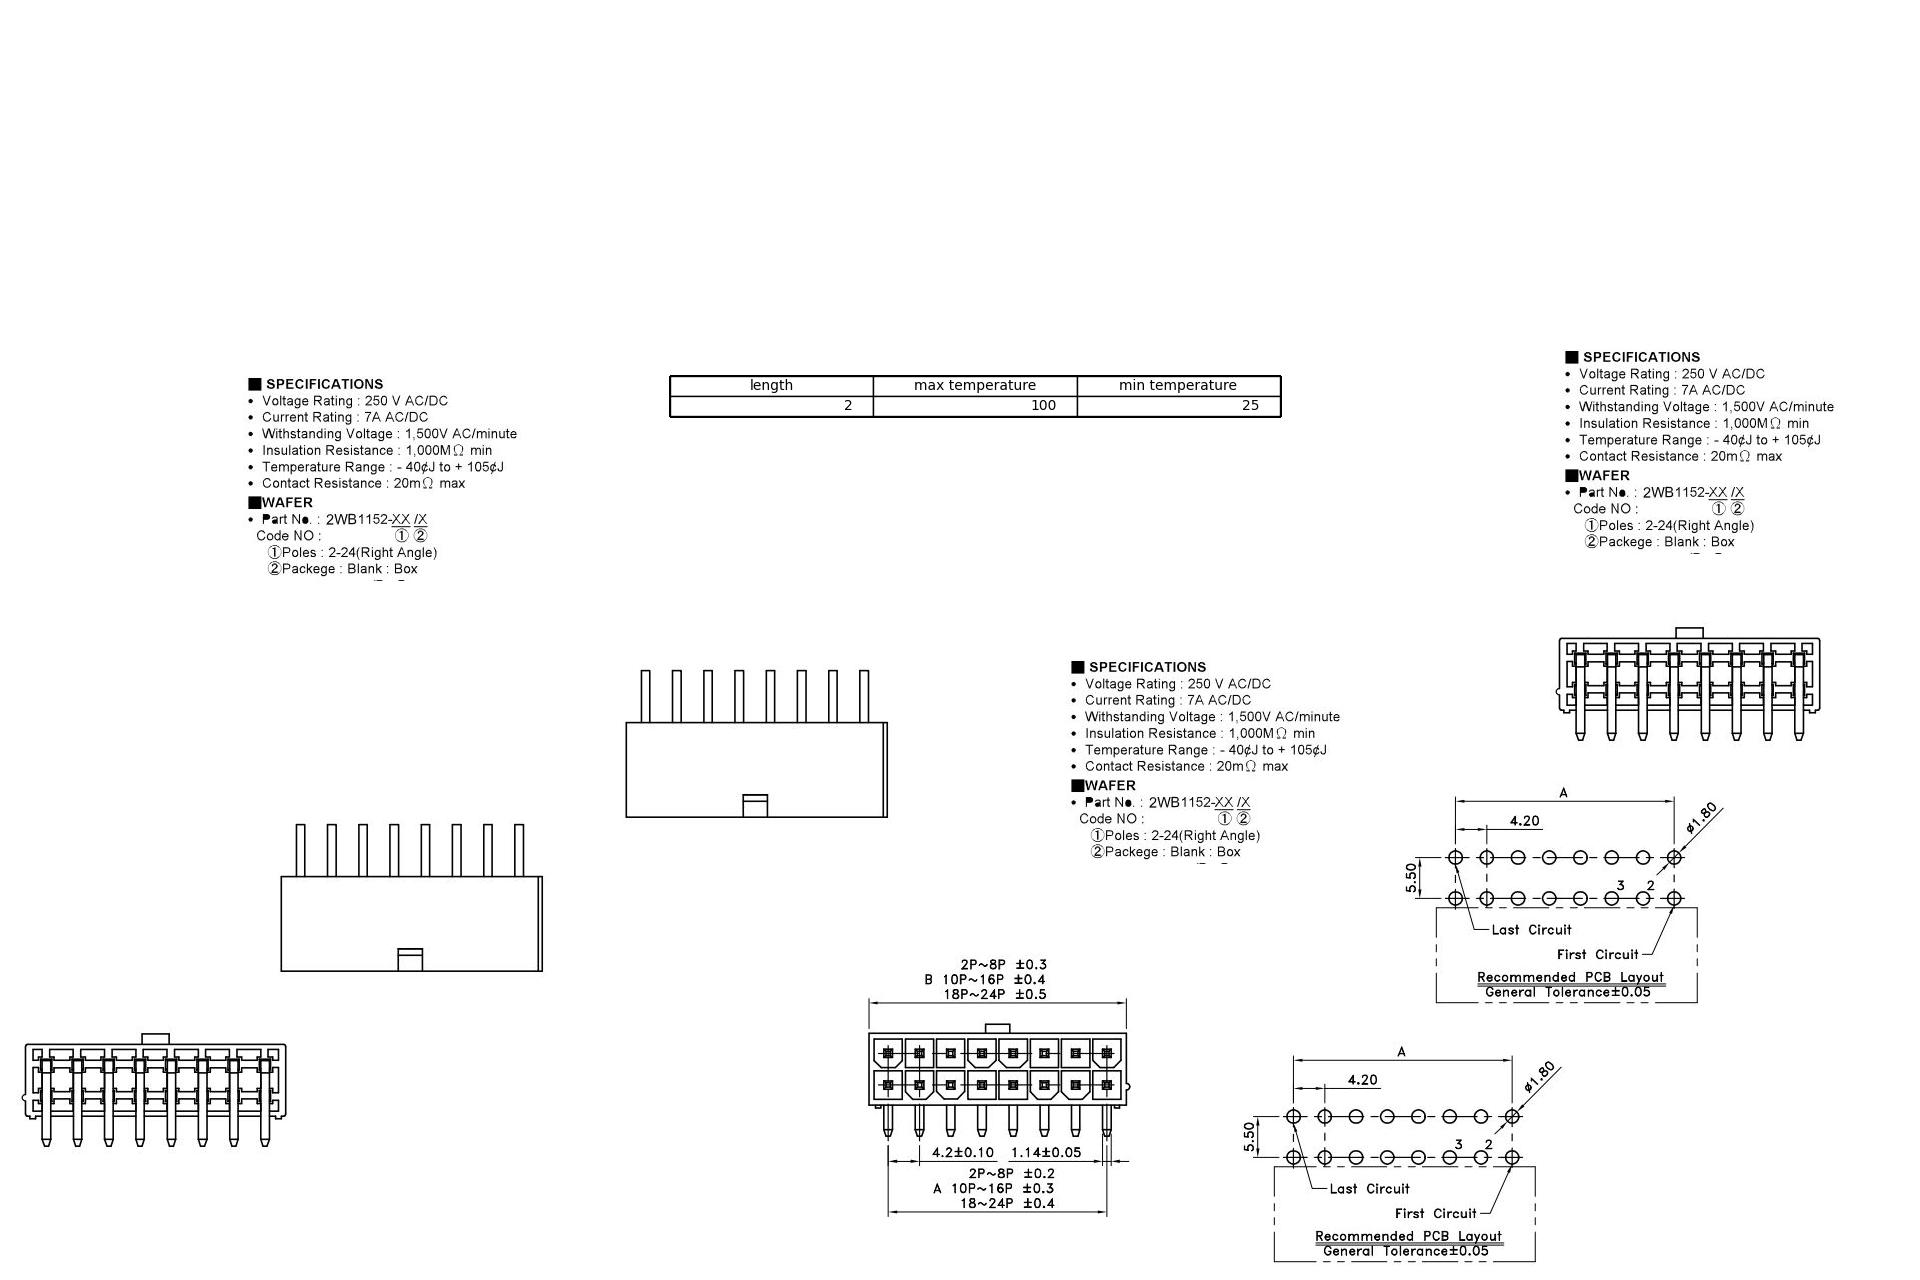 length max temperature min temperature
2 100 25
■ SPECIFICATIONS
• Voltage Rating : 250 V AC/DC
• Current Rating : 7A AC/DC
• Withstanding Voltage : 1,500V AC/minute
• Insulation Resistance : 1,000MΩ min
• Temperature Range : - 40¢J to + 105¢J
• Contact Resistance : 20mΩ max
■WAFER
• Part No. : 2WB1152-XX /X
Code NO : ① ②
①Poles : 2-24(Right Angle)
②Packege : Blank : Box
■ SPECIFICATIONS
• Voltage Rating : 250 V AC/DC
• Current Rating : 7A AC/DC
• Withstanding Voltage : 1,500V AC/minute
• Insulation Resistance : 1,000MΩ min
• Temperature Range : - 40¢J to + 105¢J
• Contact Resistance : 20mΩ max
■WAFER
• Part No. : 2WB1152-XX /X
Code NO : ① ②
①Poles : 2-24(Right Angle)
②Packege : Blank : Box
■ SPECIFICATIONS
• Voltage Rating : 250 V AC/DC
• Current Rating : 7A AC/DC
• Withstanding Voltage : 1,500V AC/minute
• Insulation Resistance : 1,000MΩ min
• Temperature Range : - 40¢J to + 105¢J
• Contact Resistance : 20mΩ max
■WAFER
• Part No. : 2WB1152-XX /X
Code NO : ① ②
①Poles : 2-24(Right Angle)
②Packege : Blank : Box
A
4.20
ø1.80
5.50
3 2
Last Circuit
First Circuit
Recommended PCB Layout
General Tolerance±0.05
2P~8P ±0.3
B 10P~16P ±0.4
18P~24P ±0.5
4.2±0.10 1.14±0.05
2P~8P ±0.2
A 10P~16P ±0.3
18~24P ±0.4
A
4.20
ø1.80
5.50
3 2
Last Circuit
First Circuit
Recommended PCB Layout
General Tolerance±0.05